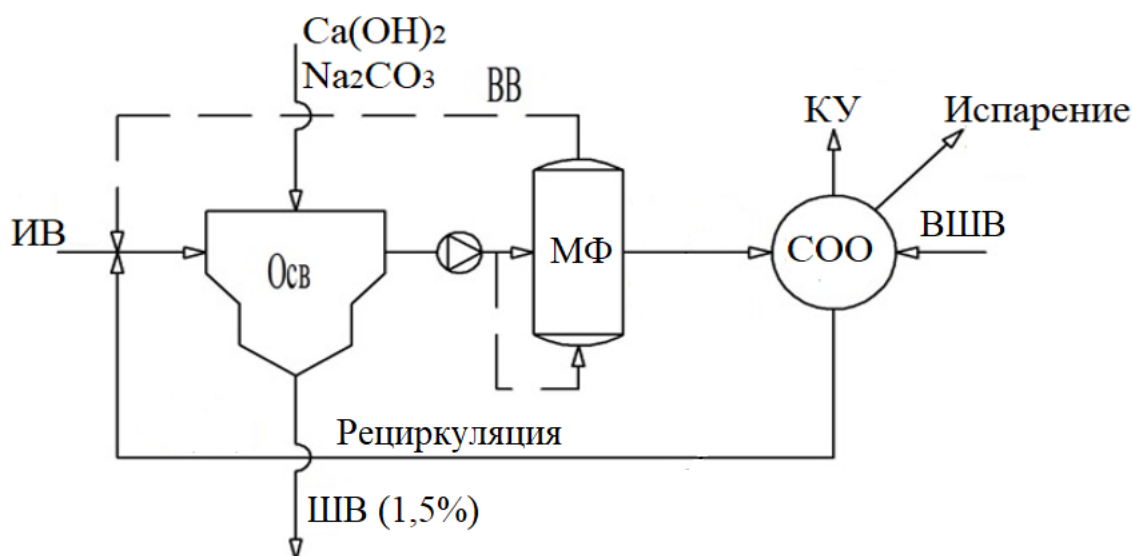 Ca(OH)2
Na2CO3
ВВ
КУ
Испарение
ИВ
Осв
МФ
СОО
ВШВ
Рециркуляция
ШВ (1,5%)